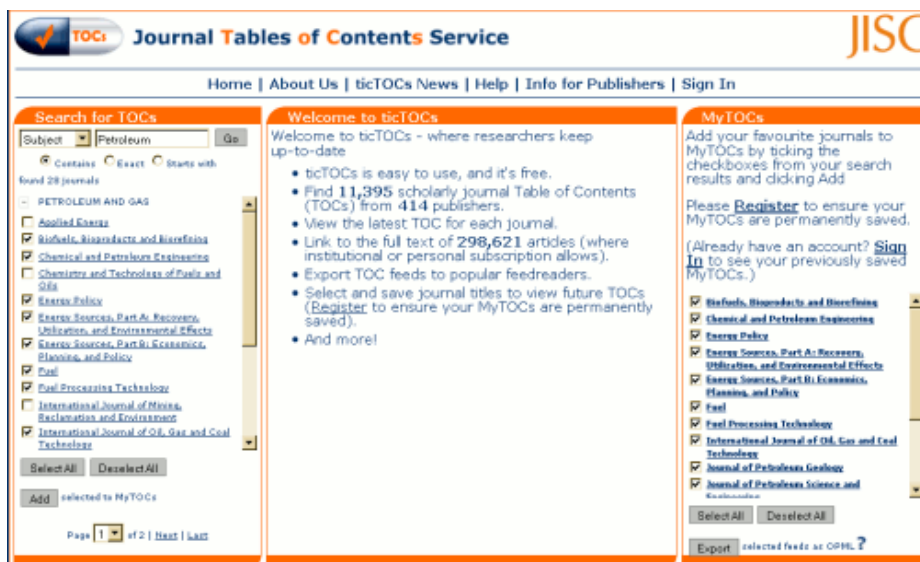 TOCs Journal Tables of Contents Service
JISC
Home | About Us | ticTOCs News | Help | Info for Publishers | Sign In
Search for TOCs
Subject Petroleum Go
Contains Exact Starts with
found 28 journals
PETROLEUM AND GAS
Applied Energy
Biofuels, Bioproducts and Biorefining
Chemical and Petroleum Engineering
Chemistry and Technology of Fuels and
Oils
Energy Policy
Energy Sources, Part A: Recovery,
Utilization, and Environmental Effects
Energy Sources, Part B: Economics,
Planning, and Policy
Fuel
Fuel Processing Technology
International Journal of Mining,
Reclamation and Environment
International Journal of Oil, Gas and Coal
Technology
Select All Deselect All
Add selected to MyTOCs
Page 1 of 2 | Next | Last
Welcome to ticTOCs
Welcome to ticTOCs - where researchers keep
up-to-date
• ticTOCs is easy to use, and it's free.
• Find 11,395 scholarly journal Table of Contents
(TOCs) from 414 publishers.
• View the latest TOC for each journal.
• Link to the full text of 298,621 articles (where
institutional or personal subscription allows).
• Export TOC feeds to popular feedreaders.
• Select and save journal titles to view future TOCs
(Register to ensure your MyTOCs are permanently
saved).
• And more!
MyTOCs
Add your favourite journals to
MyTOCs by ticking the
checkboxes from your search
results and clicking Add
Please Register to ensure your
MyTOCs are permanently saved.
(Already have an account? Sign
In to see your previously saved
MyTOCs.)
Biofuels, Bioproducts and Biorefining
Chemical and Petroleum Engineering
Energy Policy
Energy Sources, Part A: Recovery,
Utilization, and Environmental Effects
Energy Sources, Part B: Economics,
Planning, and Policy
Fuel
Fuel Processing Technology
International Journal of Oil, Gas and Coal
Technology
Journal of Petroleum Geology
Journal of Petroleum Science and
Engineering
Select All Deselect All
Export selected feeds as OPML ?